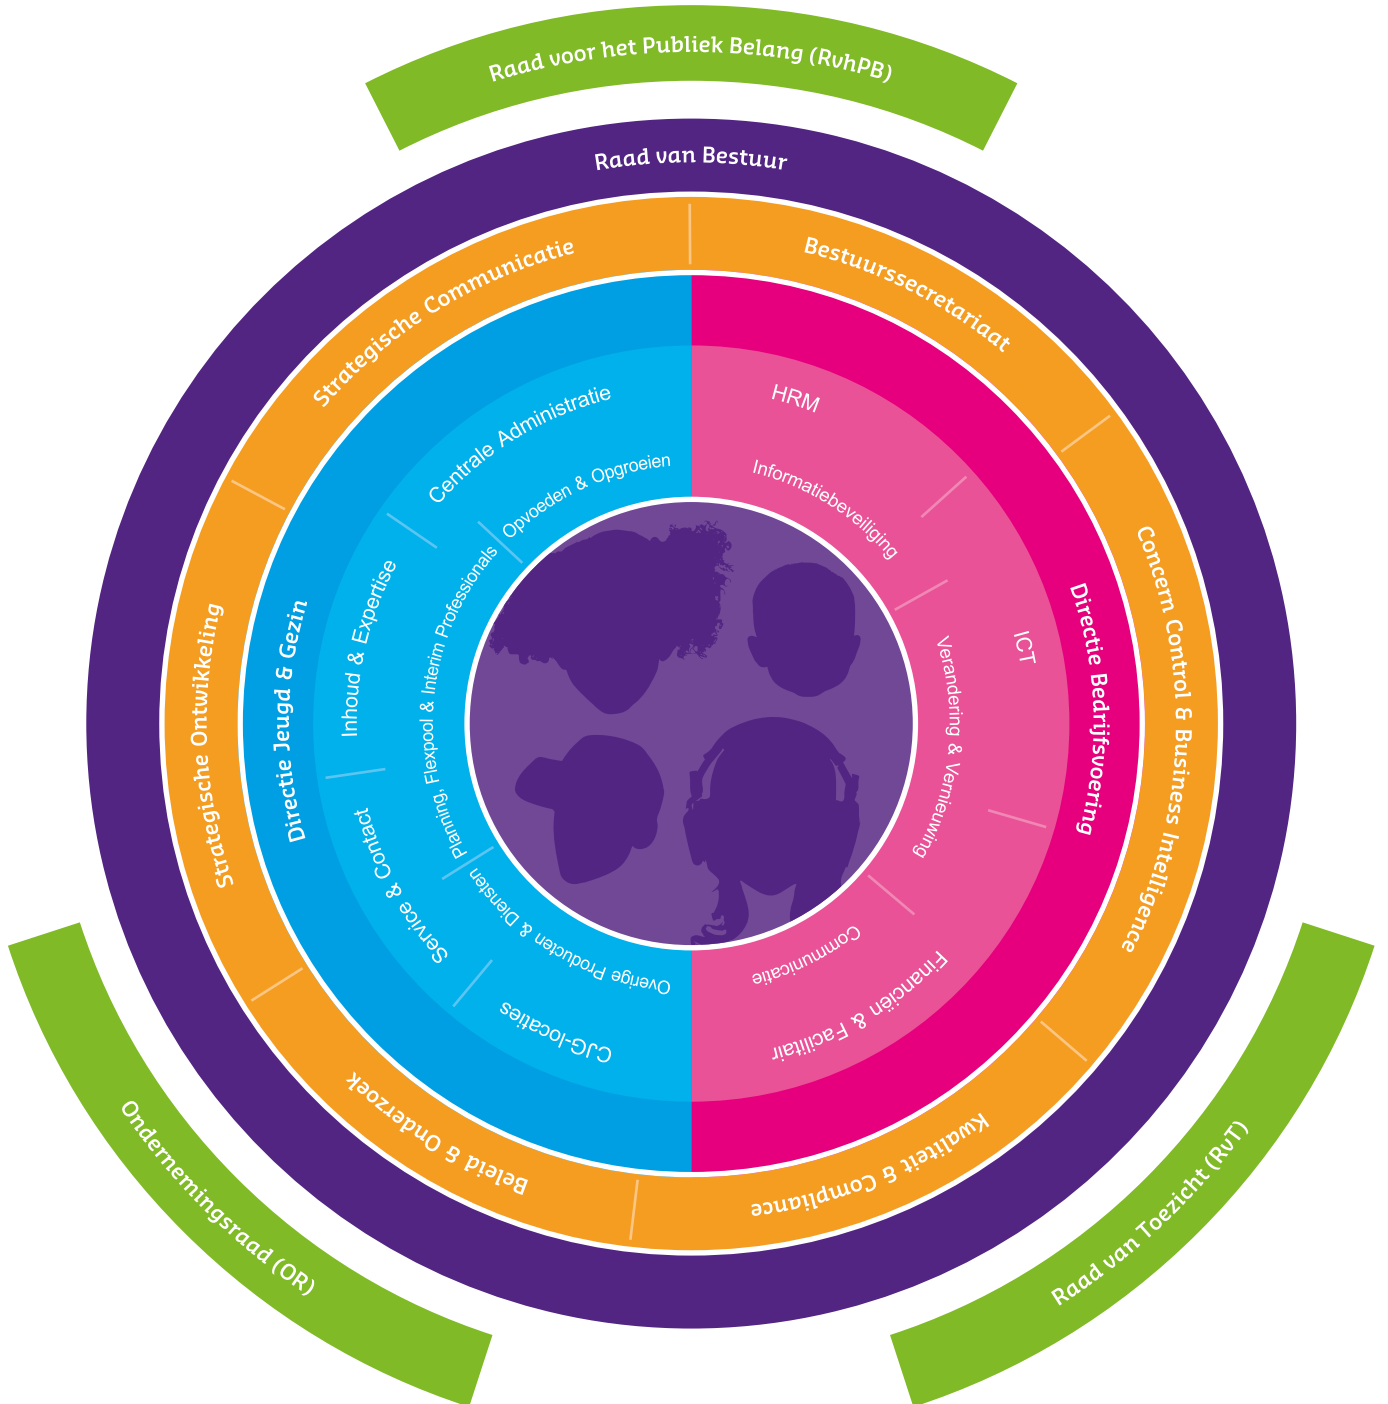 Raad voor het Publiek Belang (RvhPB)
Raad van Bestuur
Strategische Communicatie
Bestuurssecretariaat
Concern Control & Business Intelligence
Kwaliteit & Compliance
Beleid & Onderzoek
Strategische Ontwikkeling
Directie Jeugd & Gezin
Centrale Administratie
Inhoud & Expertise
Service & Contact
CJG-locaties
Opvoeden & Opgroeien
Planning, Flexpool & Interim Professionals
Overige Producten & Diensten
Directie Bedrijfsvoering
HRM
ICT
Financiën & Facilitair
Informatiebeveiliging
Verandering & Vernieuwing
Communicatie
Ondernemingsraad (OR)
Raad van Toezicht (RvT)